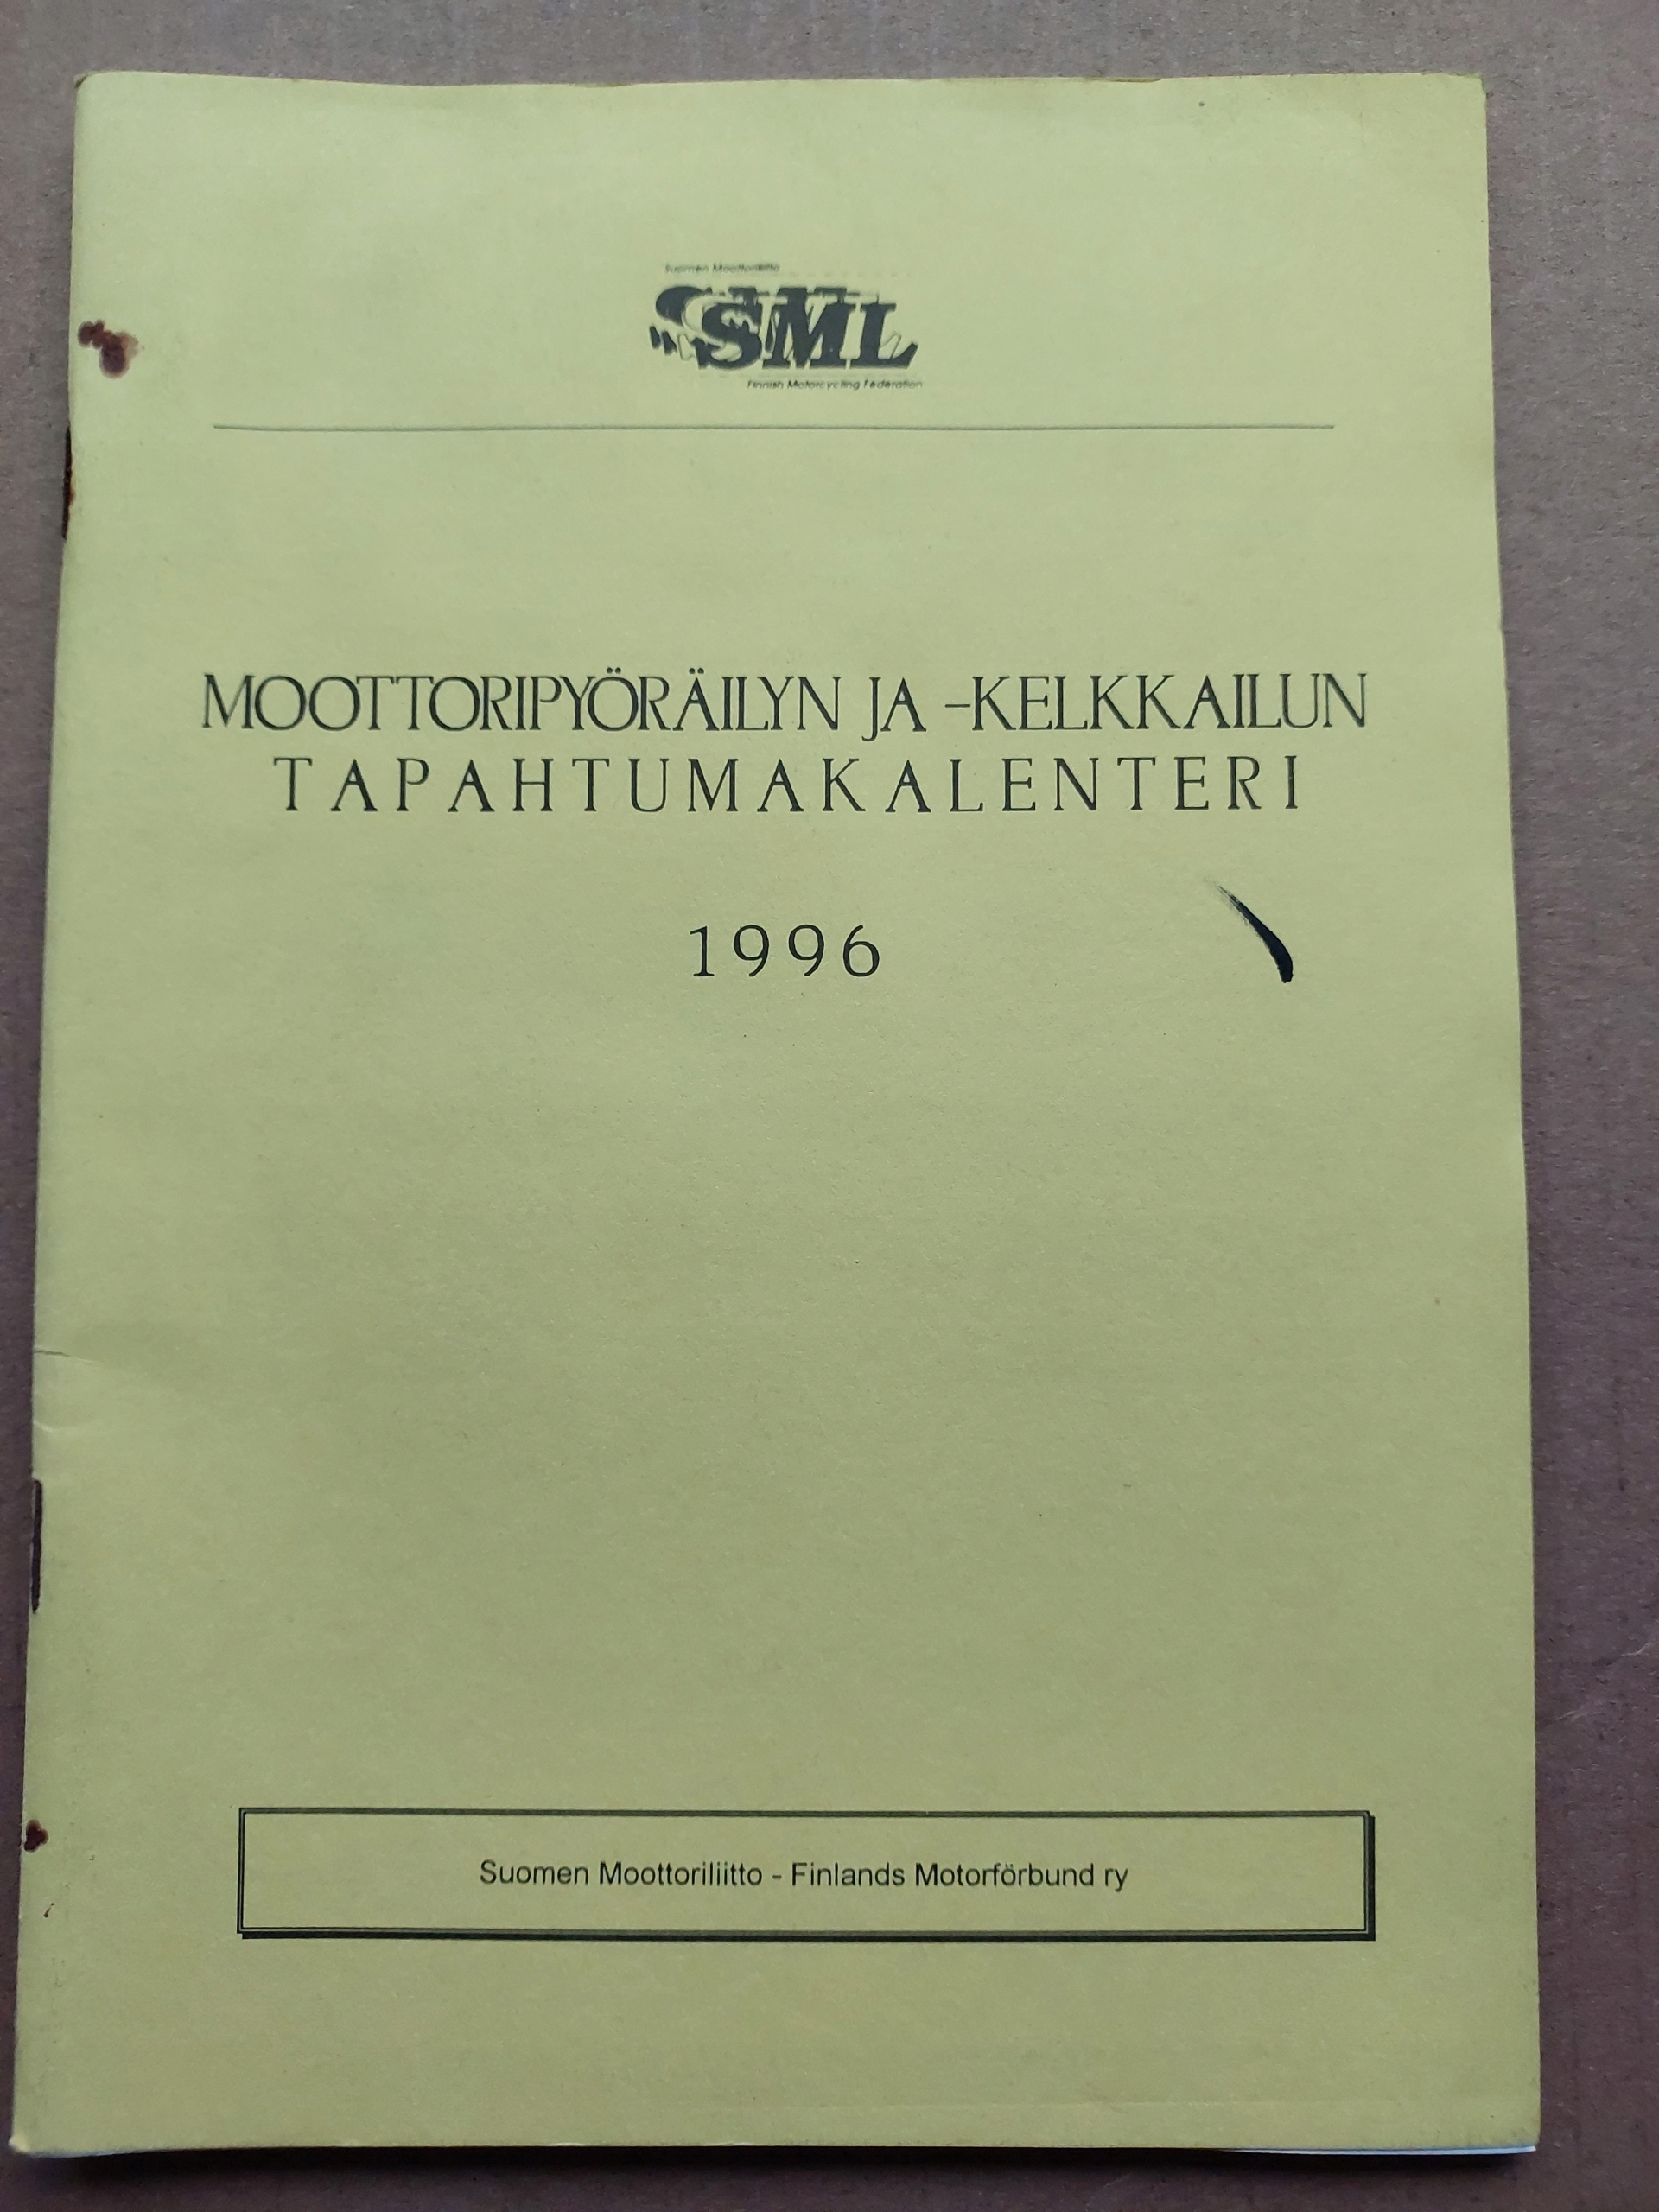 Suomen Moottoriliitto
SML
Finnish Motorcycling Federation
MOOTTORIPYÖRÄILYN JA -KELKKAILUN
TAPAHTUMAKALENTERI
1996
Suomen Moottoriliitto - Finlands Motorförbund ry